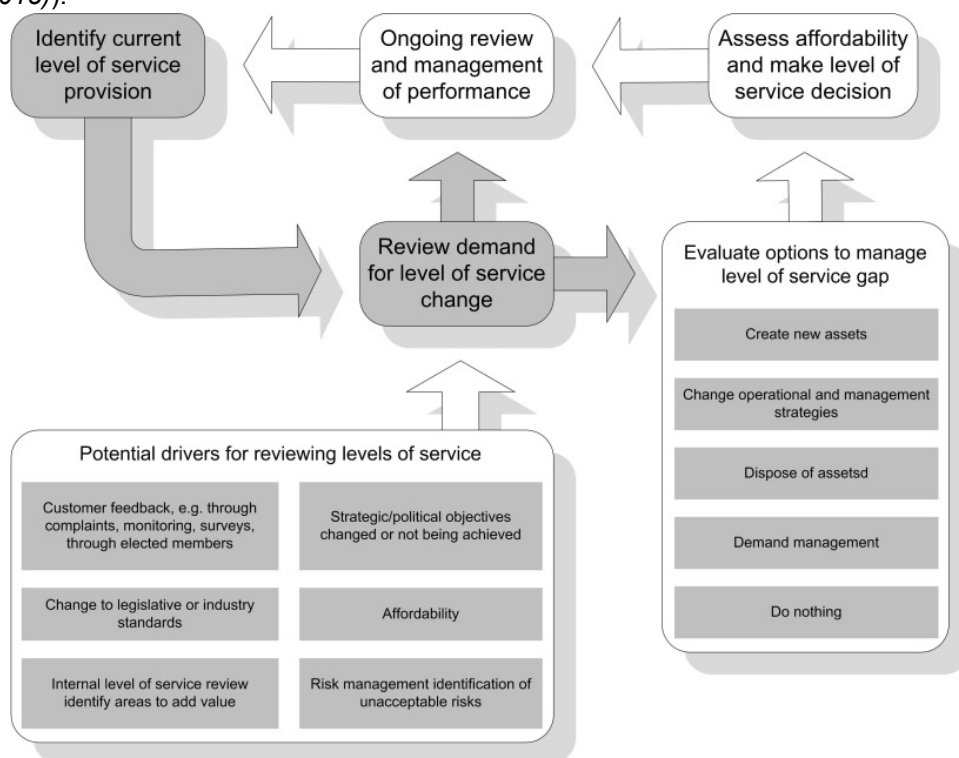 2015)).
Identify current
level of service
provision
Ongoing review
and management
of performance
Assess affordability
and make level of
service decision
Review demand
for level of service
change
Evaluate options to manage
level of service gap
Create new assets
Change operational and management
strategies
Dispose of assetsd
Demand management
Do nothing
Potential drivers for reviewing levels of service
Customer feedback, e.g. through
complaints, monitoring, surveys,
through elected members
Strategic/political objectives
changed or not being achieved
Change to legislative or industry
standards
Affordability
Internal level of service review
identify areas to add value
Risk management identification of
unacceptable risks